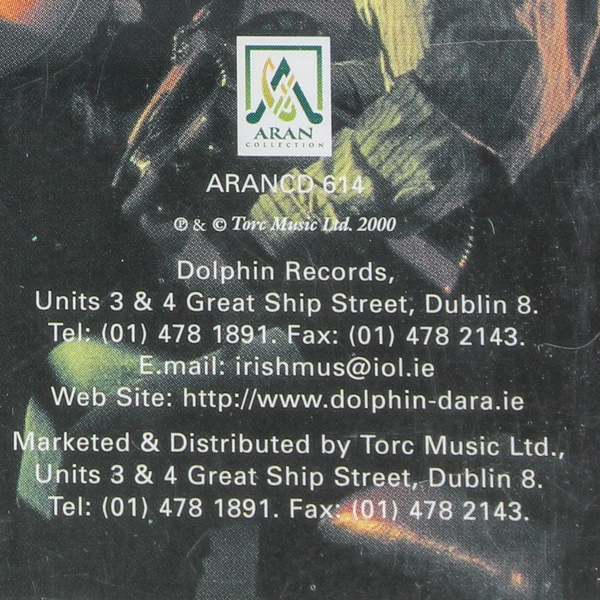 ARAN
COLLECTION
ARANCD 614
℗ & © Torc Music Ltd. 2000
Dolphin Records,
Units 3 & 4 Great Ship Street, Dublin 8.
Tel: (01) 478 1891. Fax: (01) 478 2143.
E.mail: irishmus@iol.ie
Web Site: http://www.dolphin-dara.ie
Marketed & Distributed by Torc Music Ltd.,
Units 3 & 4 Great Ship Street, Dublin 8.
Tel: (01) 478 1891. Fax: (01) 478 2143.